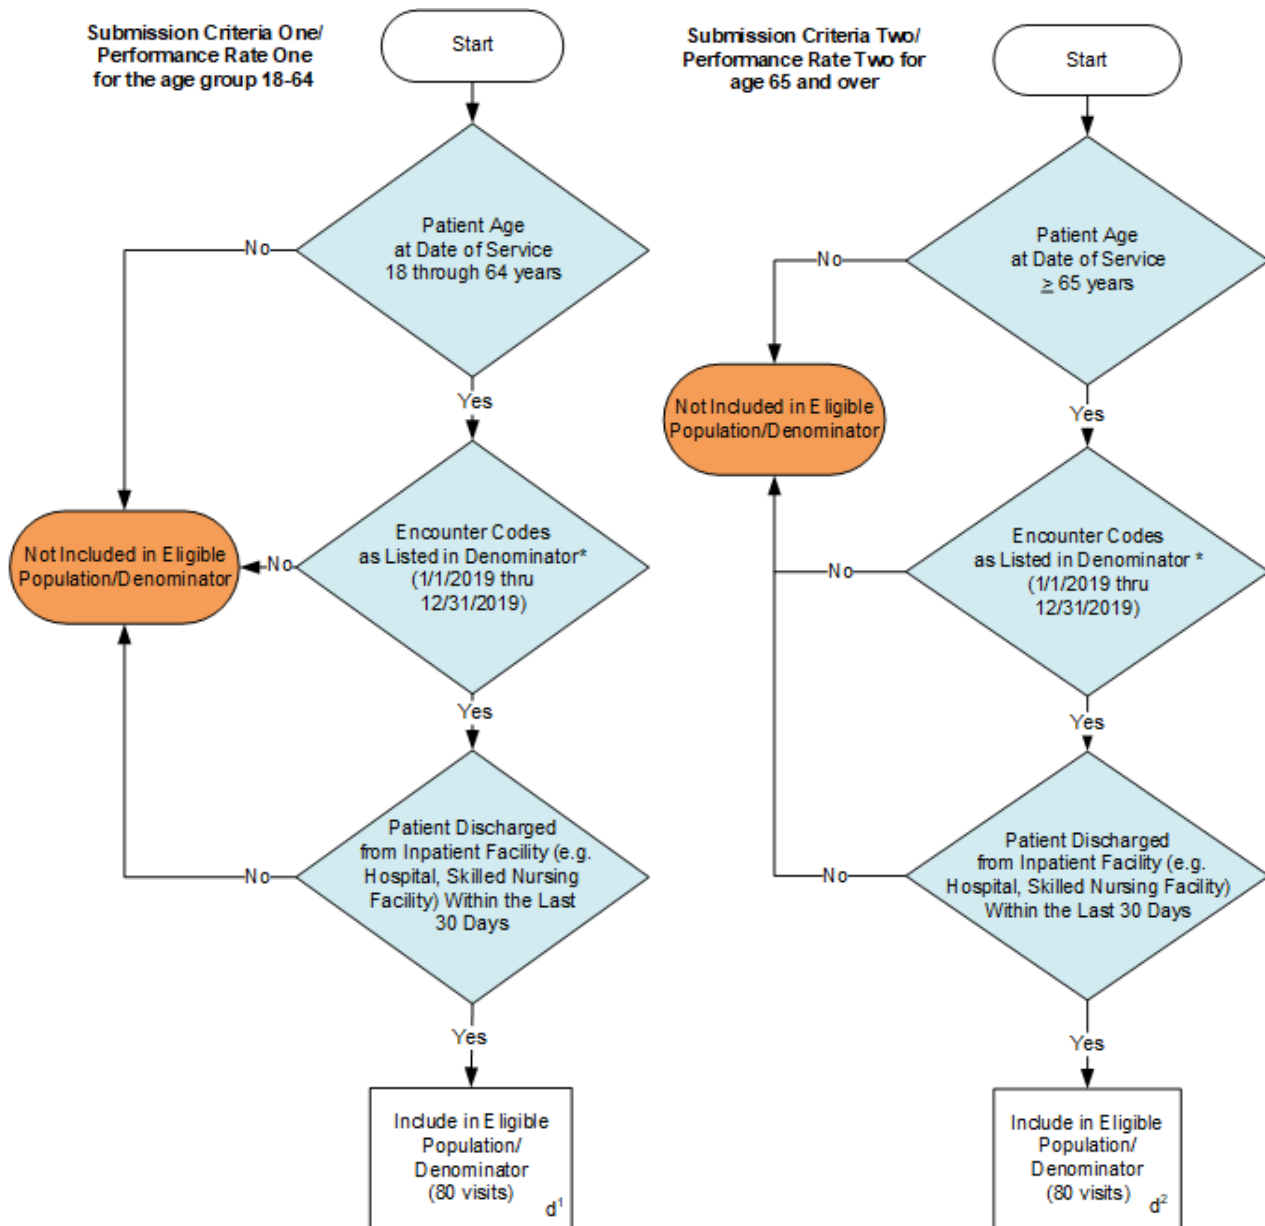 Submission Criteria One/
Performance Rate One
for the age group 18-64
Start
Patient Age
at Date of Service
18 through 64 years
No
Yes
Encounter Codes
as Listed in Denominator*
(1/1/2019 thru
12/31/2019)
No
Not Included in Eligible
Population/Denominator
Yes
Patient Discharged
from Inpatient Facility (e.g.
Hospital, Skilled Nursing
Facility) Within the Last
30 Days
No
Yes
Include in Eligible
Population/
Denominator
(80 visits)
d¹
Submission Criteria Two/
Performance Rate Two for
age 65 and over
Start
Patient Age
at Date of Service
≥ 65 years
No
Not Included in Eligible
Population/Denominator
Yes
Encounter Codes
as Listed in Denominator *
(1/1/2019 thru
12/31/2019)
No
Yes
Patient Discharged
from Inpatient Facility (e.g.
Hospital, Skilled Nursing Facility)
Within the Last 30 Days
No
Yes
Include in Eligible
Population/
Denominator
(80 visits)
d²